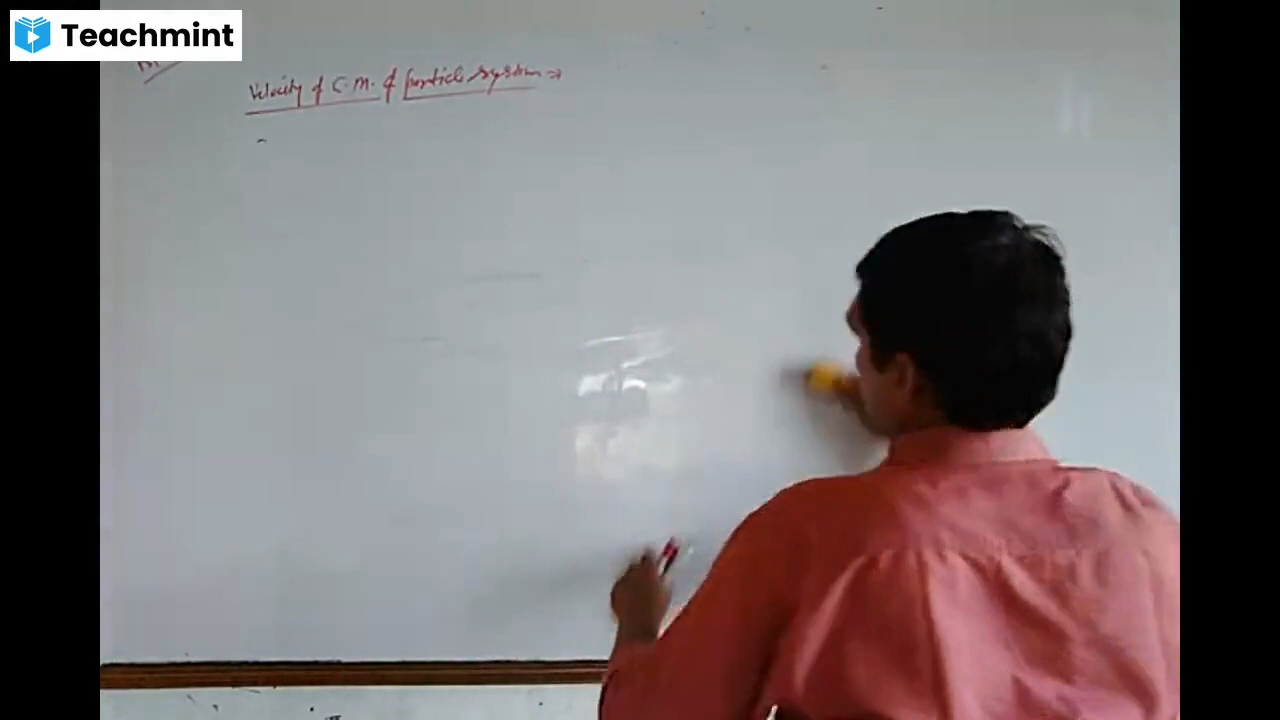 Teachmint
Velocity of C.M. of particle system →